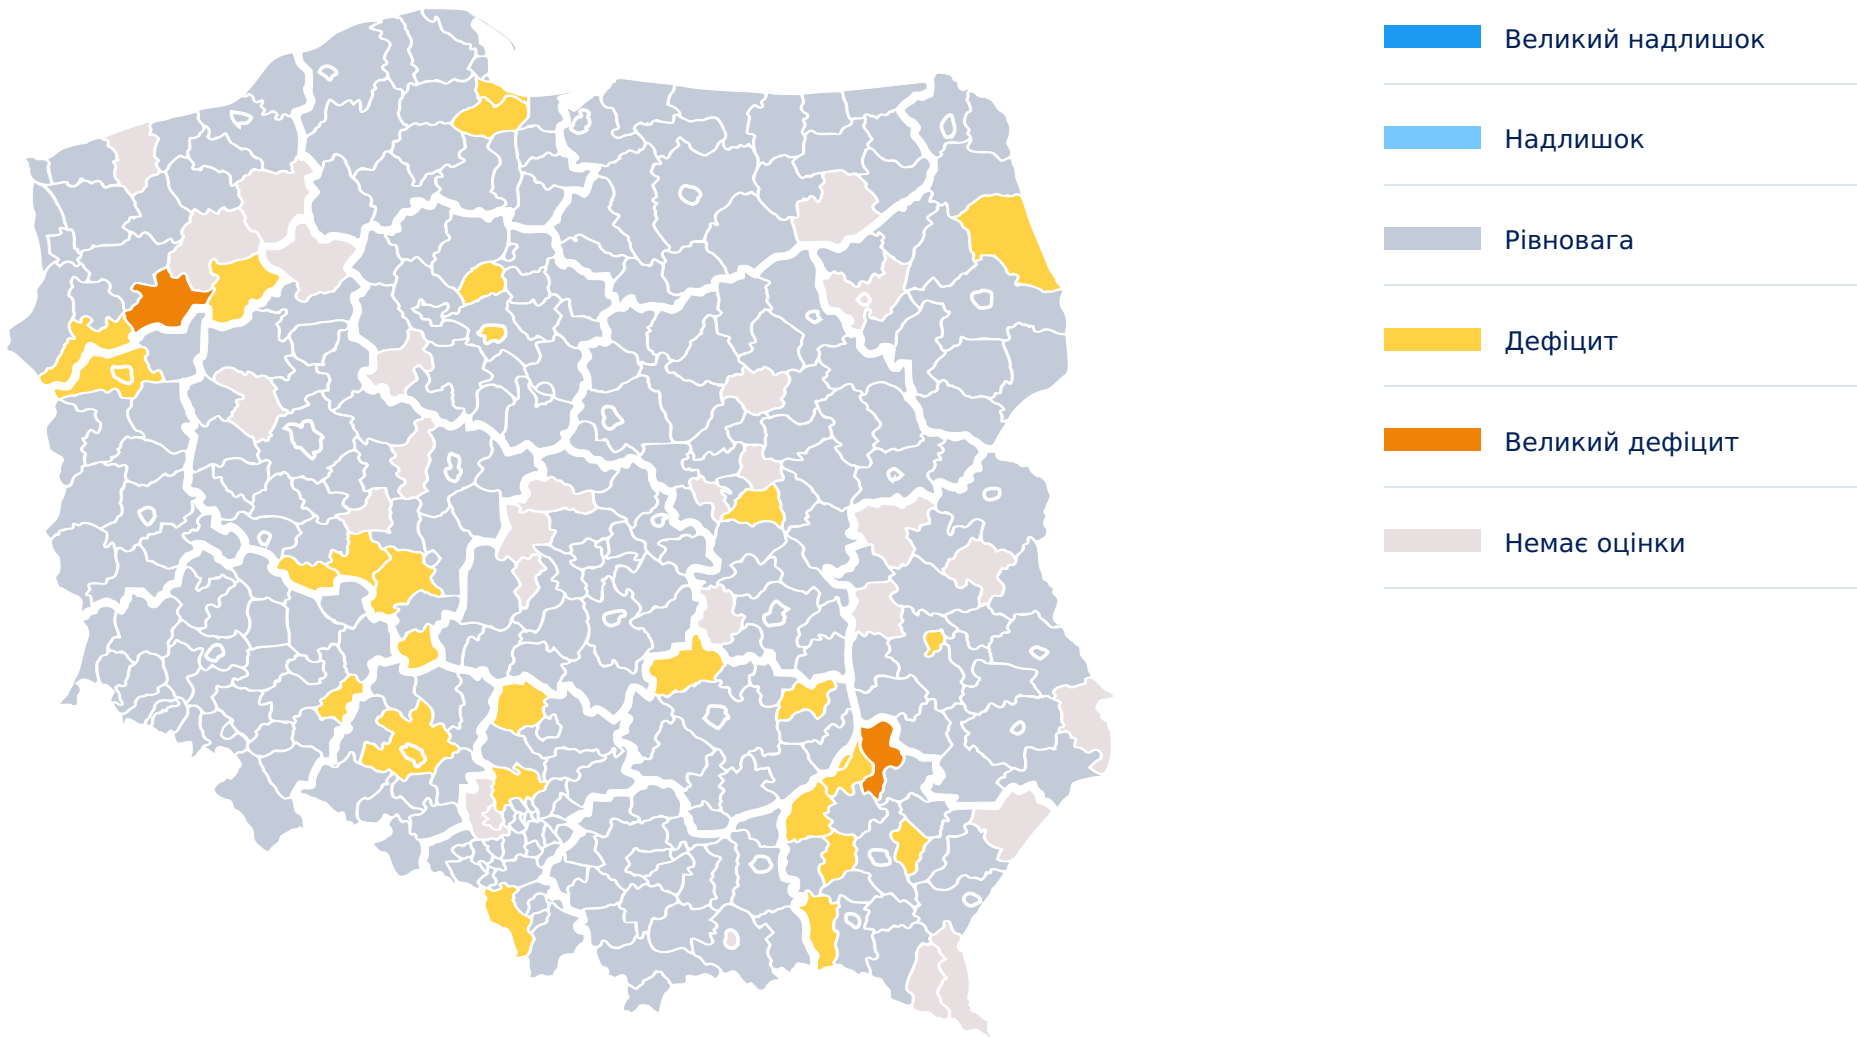 Великий надлишок
Надлишок
Рівновага
Дефіцит
Великий дефіцит
Немає оцінки